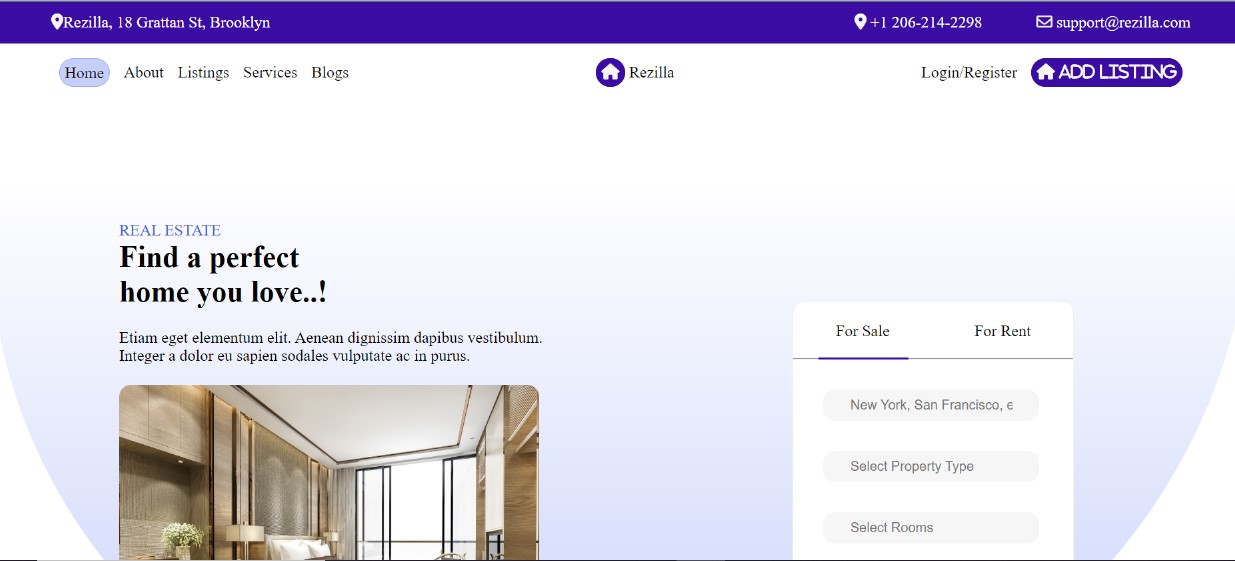 Rezilla, 18 Grattan St, Brooklyn
+1 206-214-2298
support@rezilla.com
Home About Listings Services Blogs
Rezilla
Login/Register
ADD LISTING
REAL ESTATE
Find a perfect
home you love..!
Etiam eget elementum elit. Aenean dignissim dapibus vestibulum.
Integer a dolor eu sapien sodales vulputate ac in purus.
For Sale For Rent
New York, San Francisco, e
Select Property Type
Select Rooms